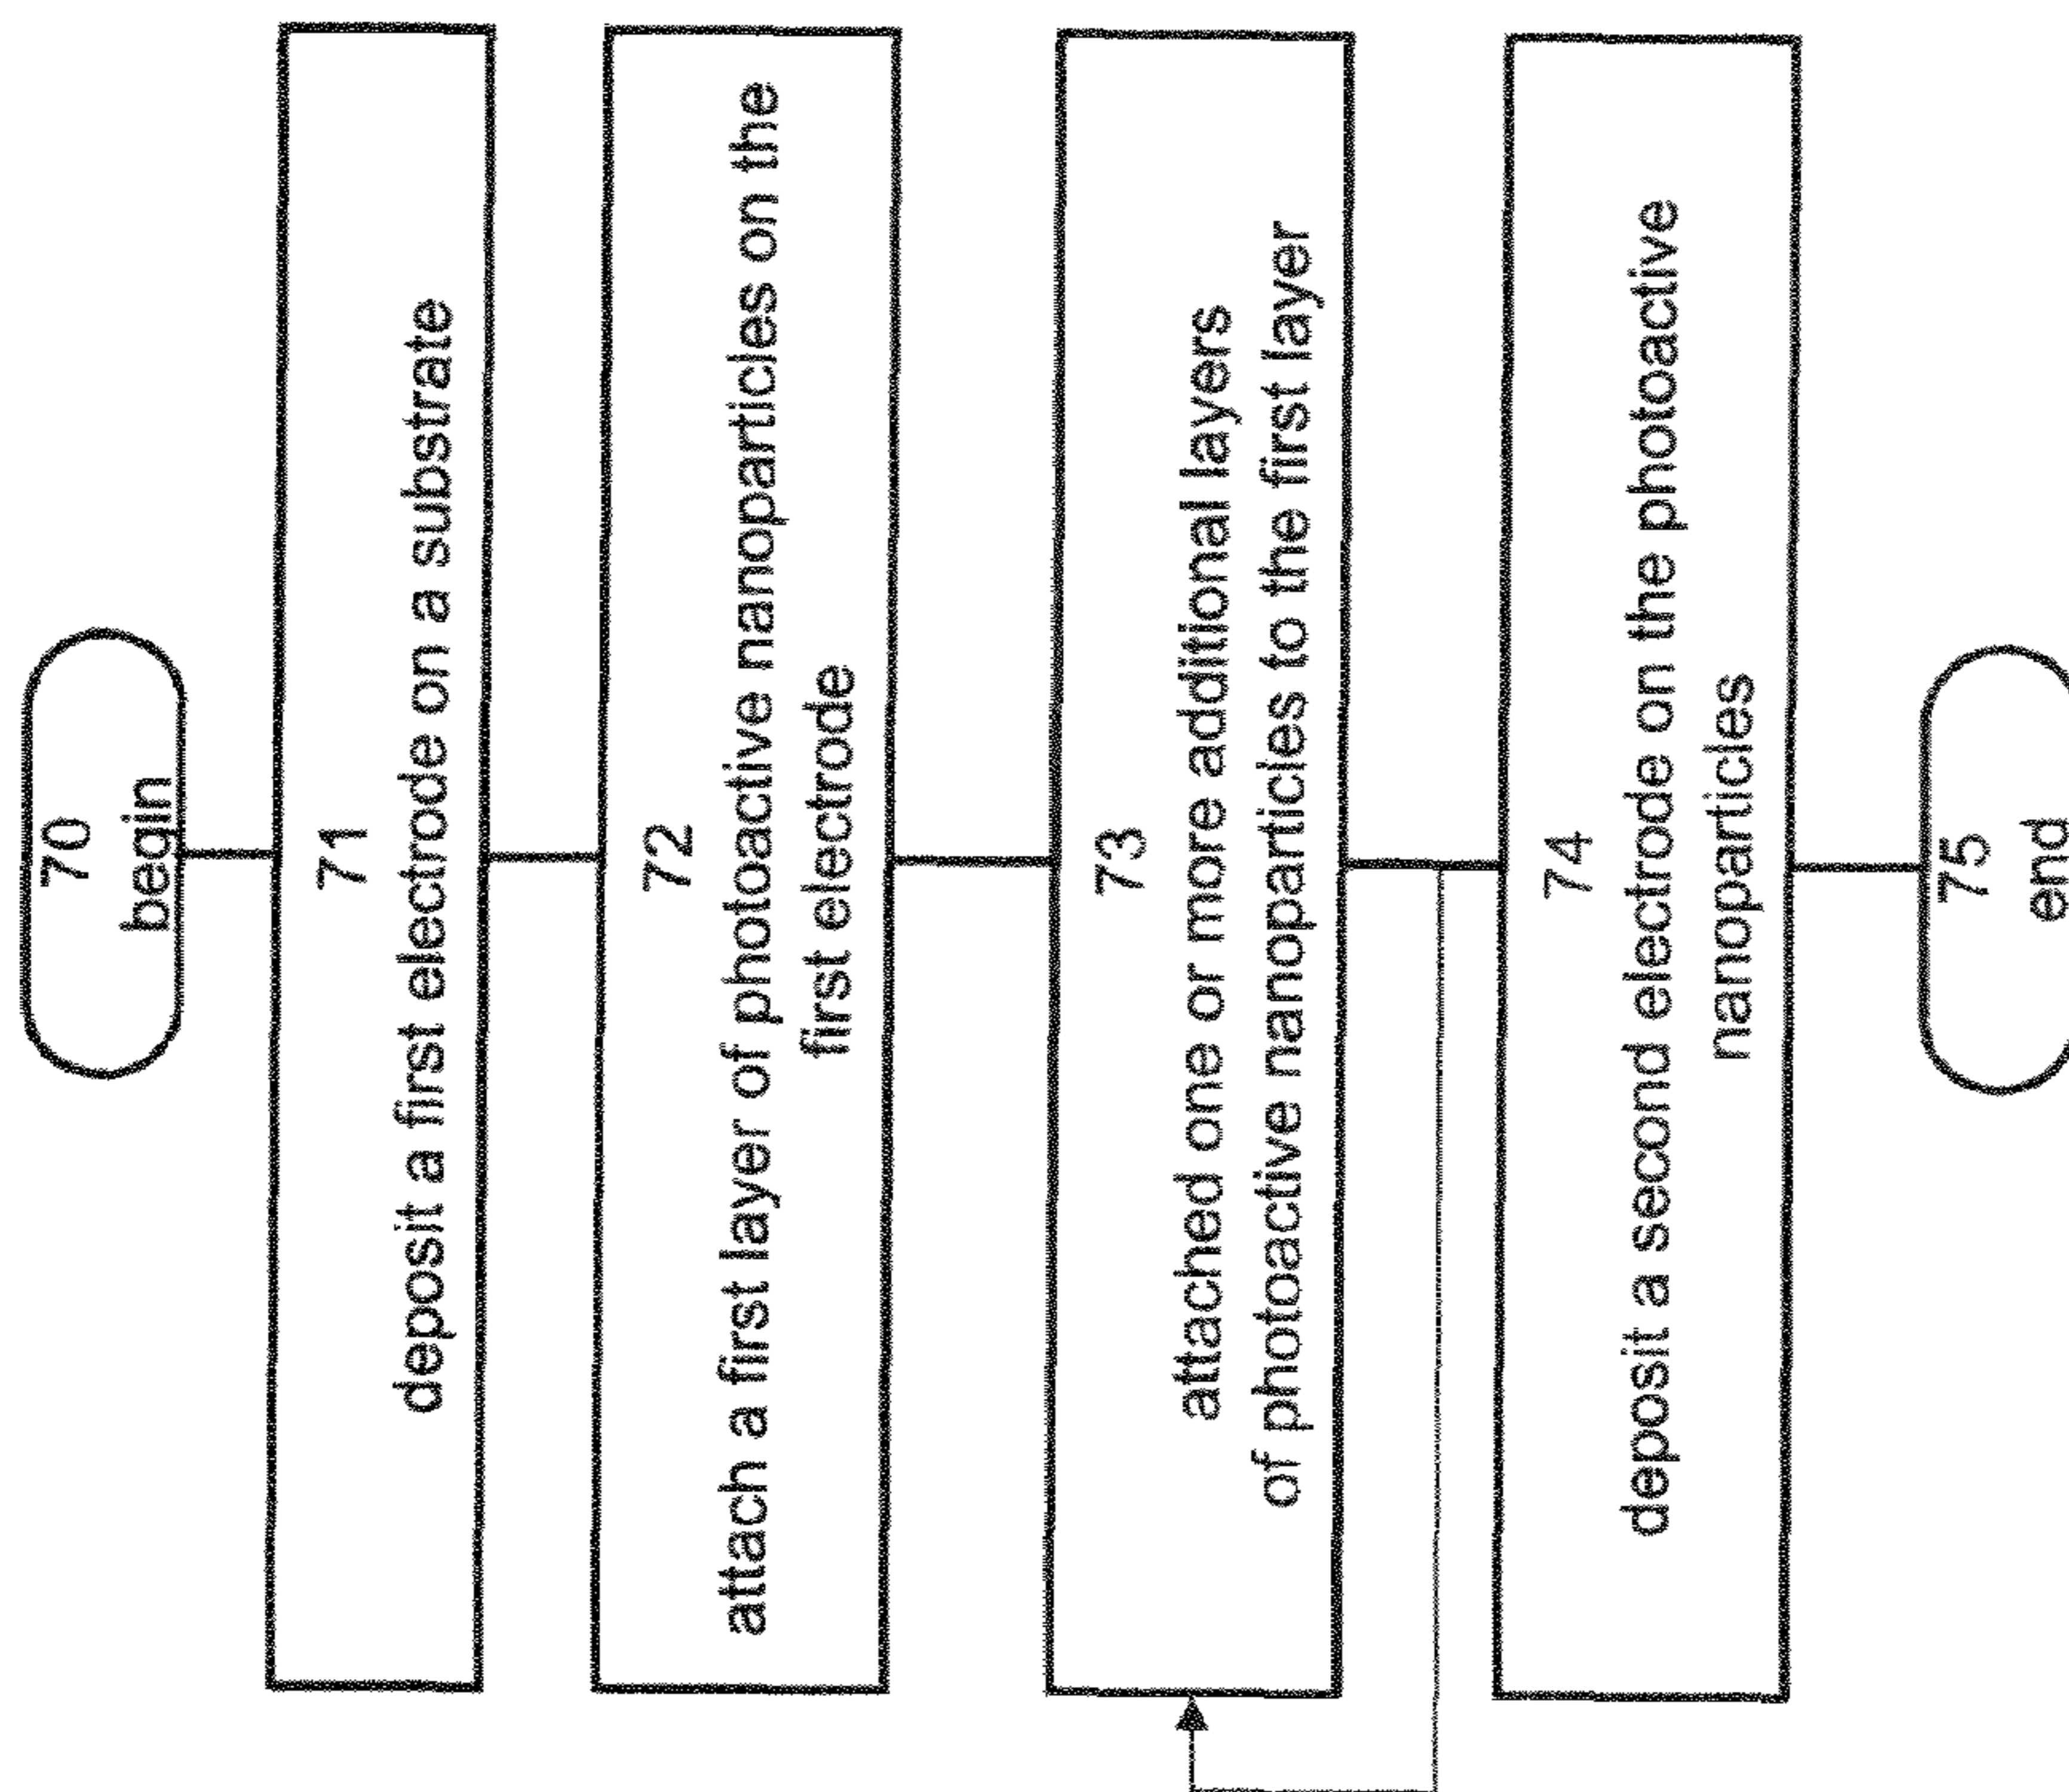 70
begin
71
deposit a first electrode on a substrate
72
attach a first layer of photoactive nanoparticles on the
first electrode
73
attached one or more additional layers
of photoactive nanoparticles to the first layer
74
deposit a second electrode on the photoactive
nanoparticles
75
end